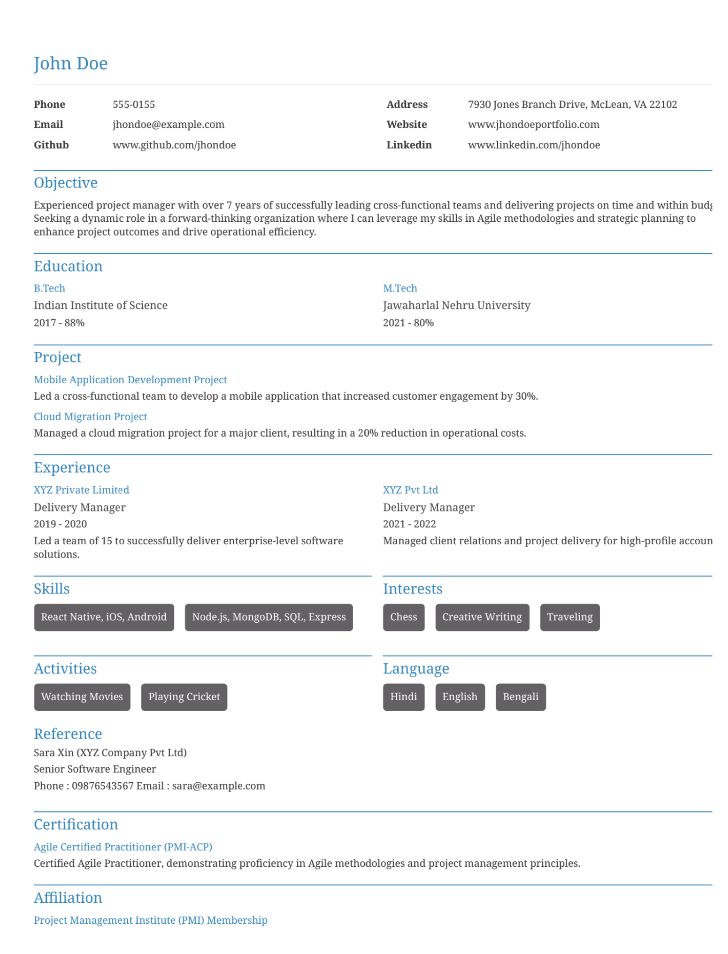 John Doe
Phone 555-0155
Email jhondoe@example.com
Github www.github.com/jhondoe
Address 7930 Jones Branch Drive, McLean, VA 22102
Website www.jhondoeportfolio.com
Linkedin www.linkedin.com/jhondoe
Objective
Experienced project manager with over 7 years of successfully leading cross-functional teams and delivering projects on time and within
Seeking a dynamic role in a forward-thinking organization where I can leverage my skills in Agile methodologies and strategic planning to
enhance project outcomes and drive operational efficiency.
Education
B.Tech
Indian Institute of Science
2017 - 88%
M.Tech
Jawaharlal Nehru University
2021 - 80%
Project
Mobile Application Development Project
Led a cross-functional team to develop a mobile application that increased customer engagement by 30%.
Cloud Migration Project
Managed a cloud migration project for a major client, resulting in a 20% reduction in operational costs.
Experience
XYZ Private Limited
Delivery Manager
2019 - 2020
Led a team of 15 to successfully deliver enterprise-level software
solutions.
XYZ Pvt Ltd
Delivery Manager
2021 - 2022
Managed client relations and project delivery for high-profile
Skills
React Native, iOS, Android
Node.js, MongoDB, SQL, Express
Interests
Chess
Creative Writing
Traveling
Activities
Watching Movies
Playing Cricket
Language
Hindi
English
Bengali
Reference
Sara Xin (XYZ Company Pvt Ltd)
Senior Software Engineer
Phone : 09876543567 Email : sara@example.com
Certification
Agile Certified Practitioner (PMI-ACP)
Certified Agile Practitioner, demonstrating proficiency in Agile methodologies and project management principles.
Affiliation
Project Management Institute (PMI) Membership